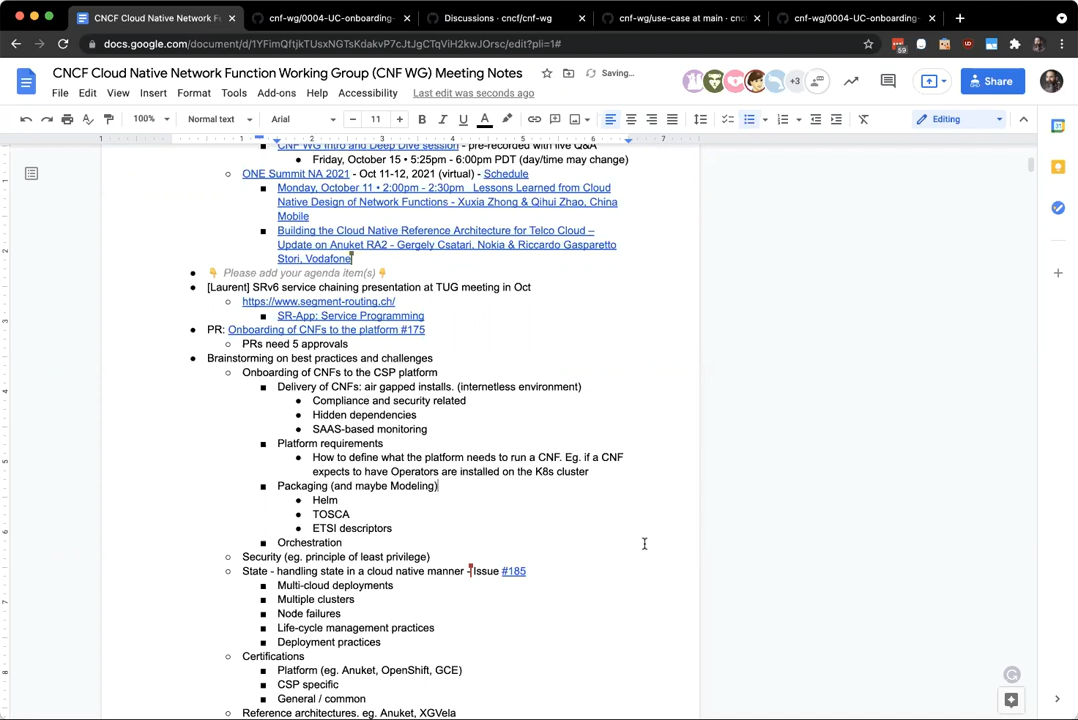 CNCF Cloud Native Network F
cnf-wg/0004-UC-onboarding-
Discussions · cncf/cnf-wg
cnf-wg/use-case at main · cnc
cnf-wg/0004-UC-onboarding-
docs.google.com/document/d/1YFimQftjkTUsxNGTsKdakvP7cJtJgCTqViH2kwJOrsc/edit?pli=1#
59
CNCF Cloud Native Network Function Working Group (CNF WG) Meeting Notes
Saving...
+3
Share
File Edit View Insert Format Tools Add-ons Help Accessibility
Last edit was seconds ago
100% Normal text Arial 11 Editing
1 1 2 3 4 5 6 7
CNF WG Intro and Deep Dive session - pre-recorded with live Q&A
Friday, October 15 • 5:25pm - 6:00pm PDT (day/time may change)
ONE Summit NA 2021 - Oct 11-12, 2021 (virtual) - Schedule
Monday, October 11 • 2:00pm - 2:30pm Lessons Learned from Cloud
Native Design of Network Functions - Xuxia Zhong & Qihui Zhao, China
Mobile
Building the Cloud Native Reference Architecture for Telco Cloud –
Update on Anuket RA2 - Gergely Csatari, Nokia & Riccardo Gasparetto
Stori, Vodafone
👇 Please add your agenda item(s) 👇
[Laurent] SRv6 service chaining presentation at TUG meeting in Oct
https://www.segment-routing.ch/
SR-App: Service Programming
PR: Onboarding of CNFs to the platform #175
PRs need 5 approvals
Brainstorming on best practices and challenges
Onboarding of CNFs to the CSP platform
Delivery of CNFs: air gapped installs. (internetless environment)
Compliance and security related
Hidden dependencies
SAAS-based monitoring
Platform requirements
How to define what the platform needs to run a CNF. Eg. if a CNF
expects to have Operators are installed on the K8s cluster
Packaging (and maybe Modeling)
Helm
TOSCA
ETSI descriptors
Orchestration
Security (eg. principle of least privilege)
State - handling state in a cloud native manner - Issue #185
Multi-cloud deployments
Multiple clusters
Node failures
Life-cycle management practices
Deployment practices
Certifications
Platform (eg. Anuket, OpenShift, GCE)
CSP specific
General / common
Reference architectures. eg. Anuket, XGVela